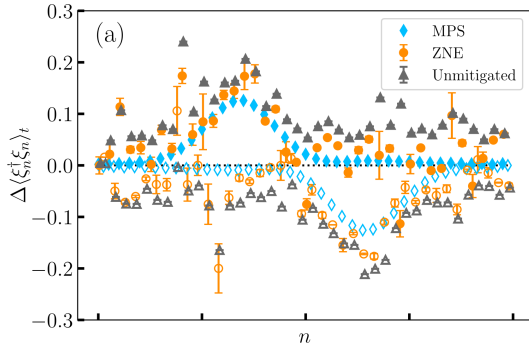 (a)
MPS
ZNE
Unmitigated
0.3
0.2
0.1
0.0
−0.1
−0.2
−0.3
Δ⟨ξ†ₙξₙ⟩ₜ
n